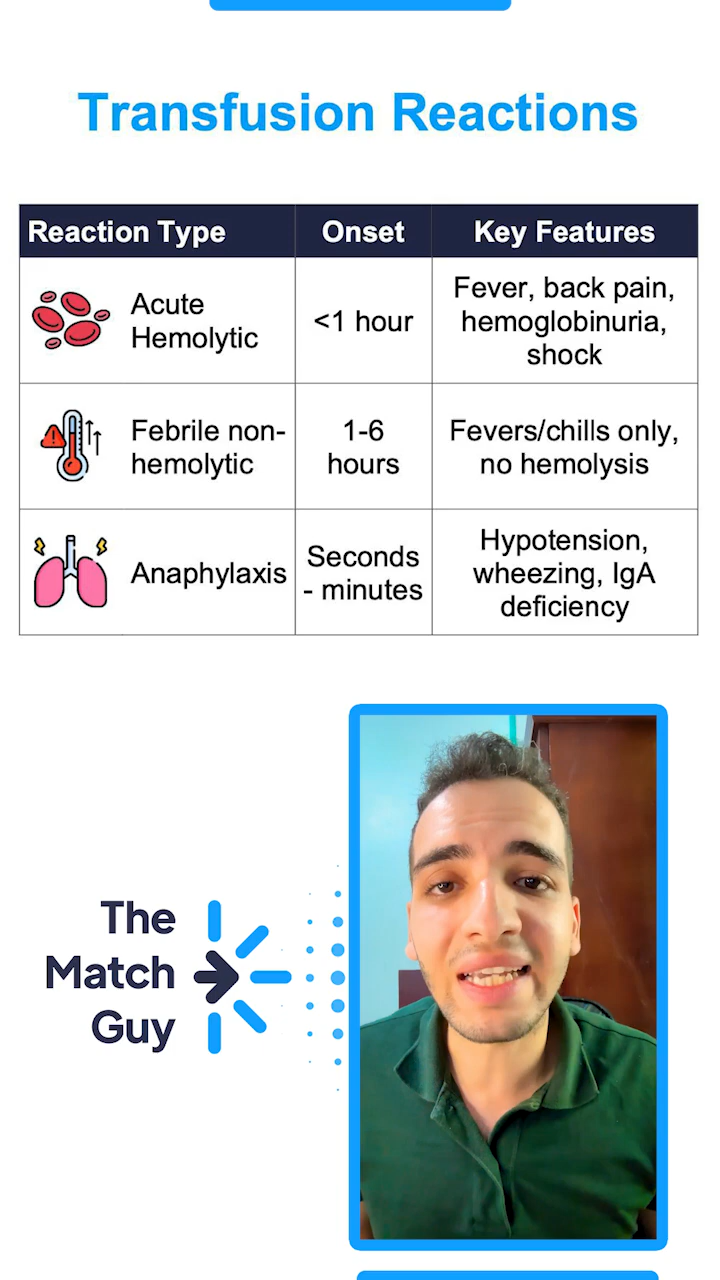 Transfusion Reactions
Reaction Type
Onset
Key Features
Acute
Hemolytic
<1 hour
Fever, back pain,
hemoglobinuria,
shock
Febrile non-
hemolytic
1-6
hours
Fevers/chills only,
no hemolysis
Anaphylaxis
Seconds
- minutes
Hypotension,
wheezing, IgA
deficiency
The
Match
Guy